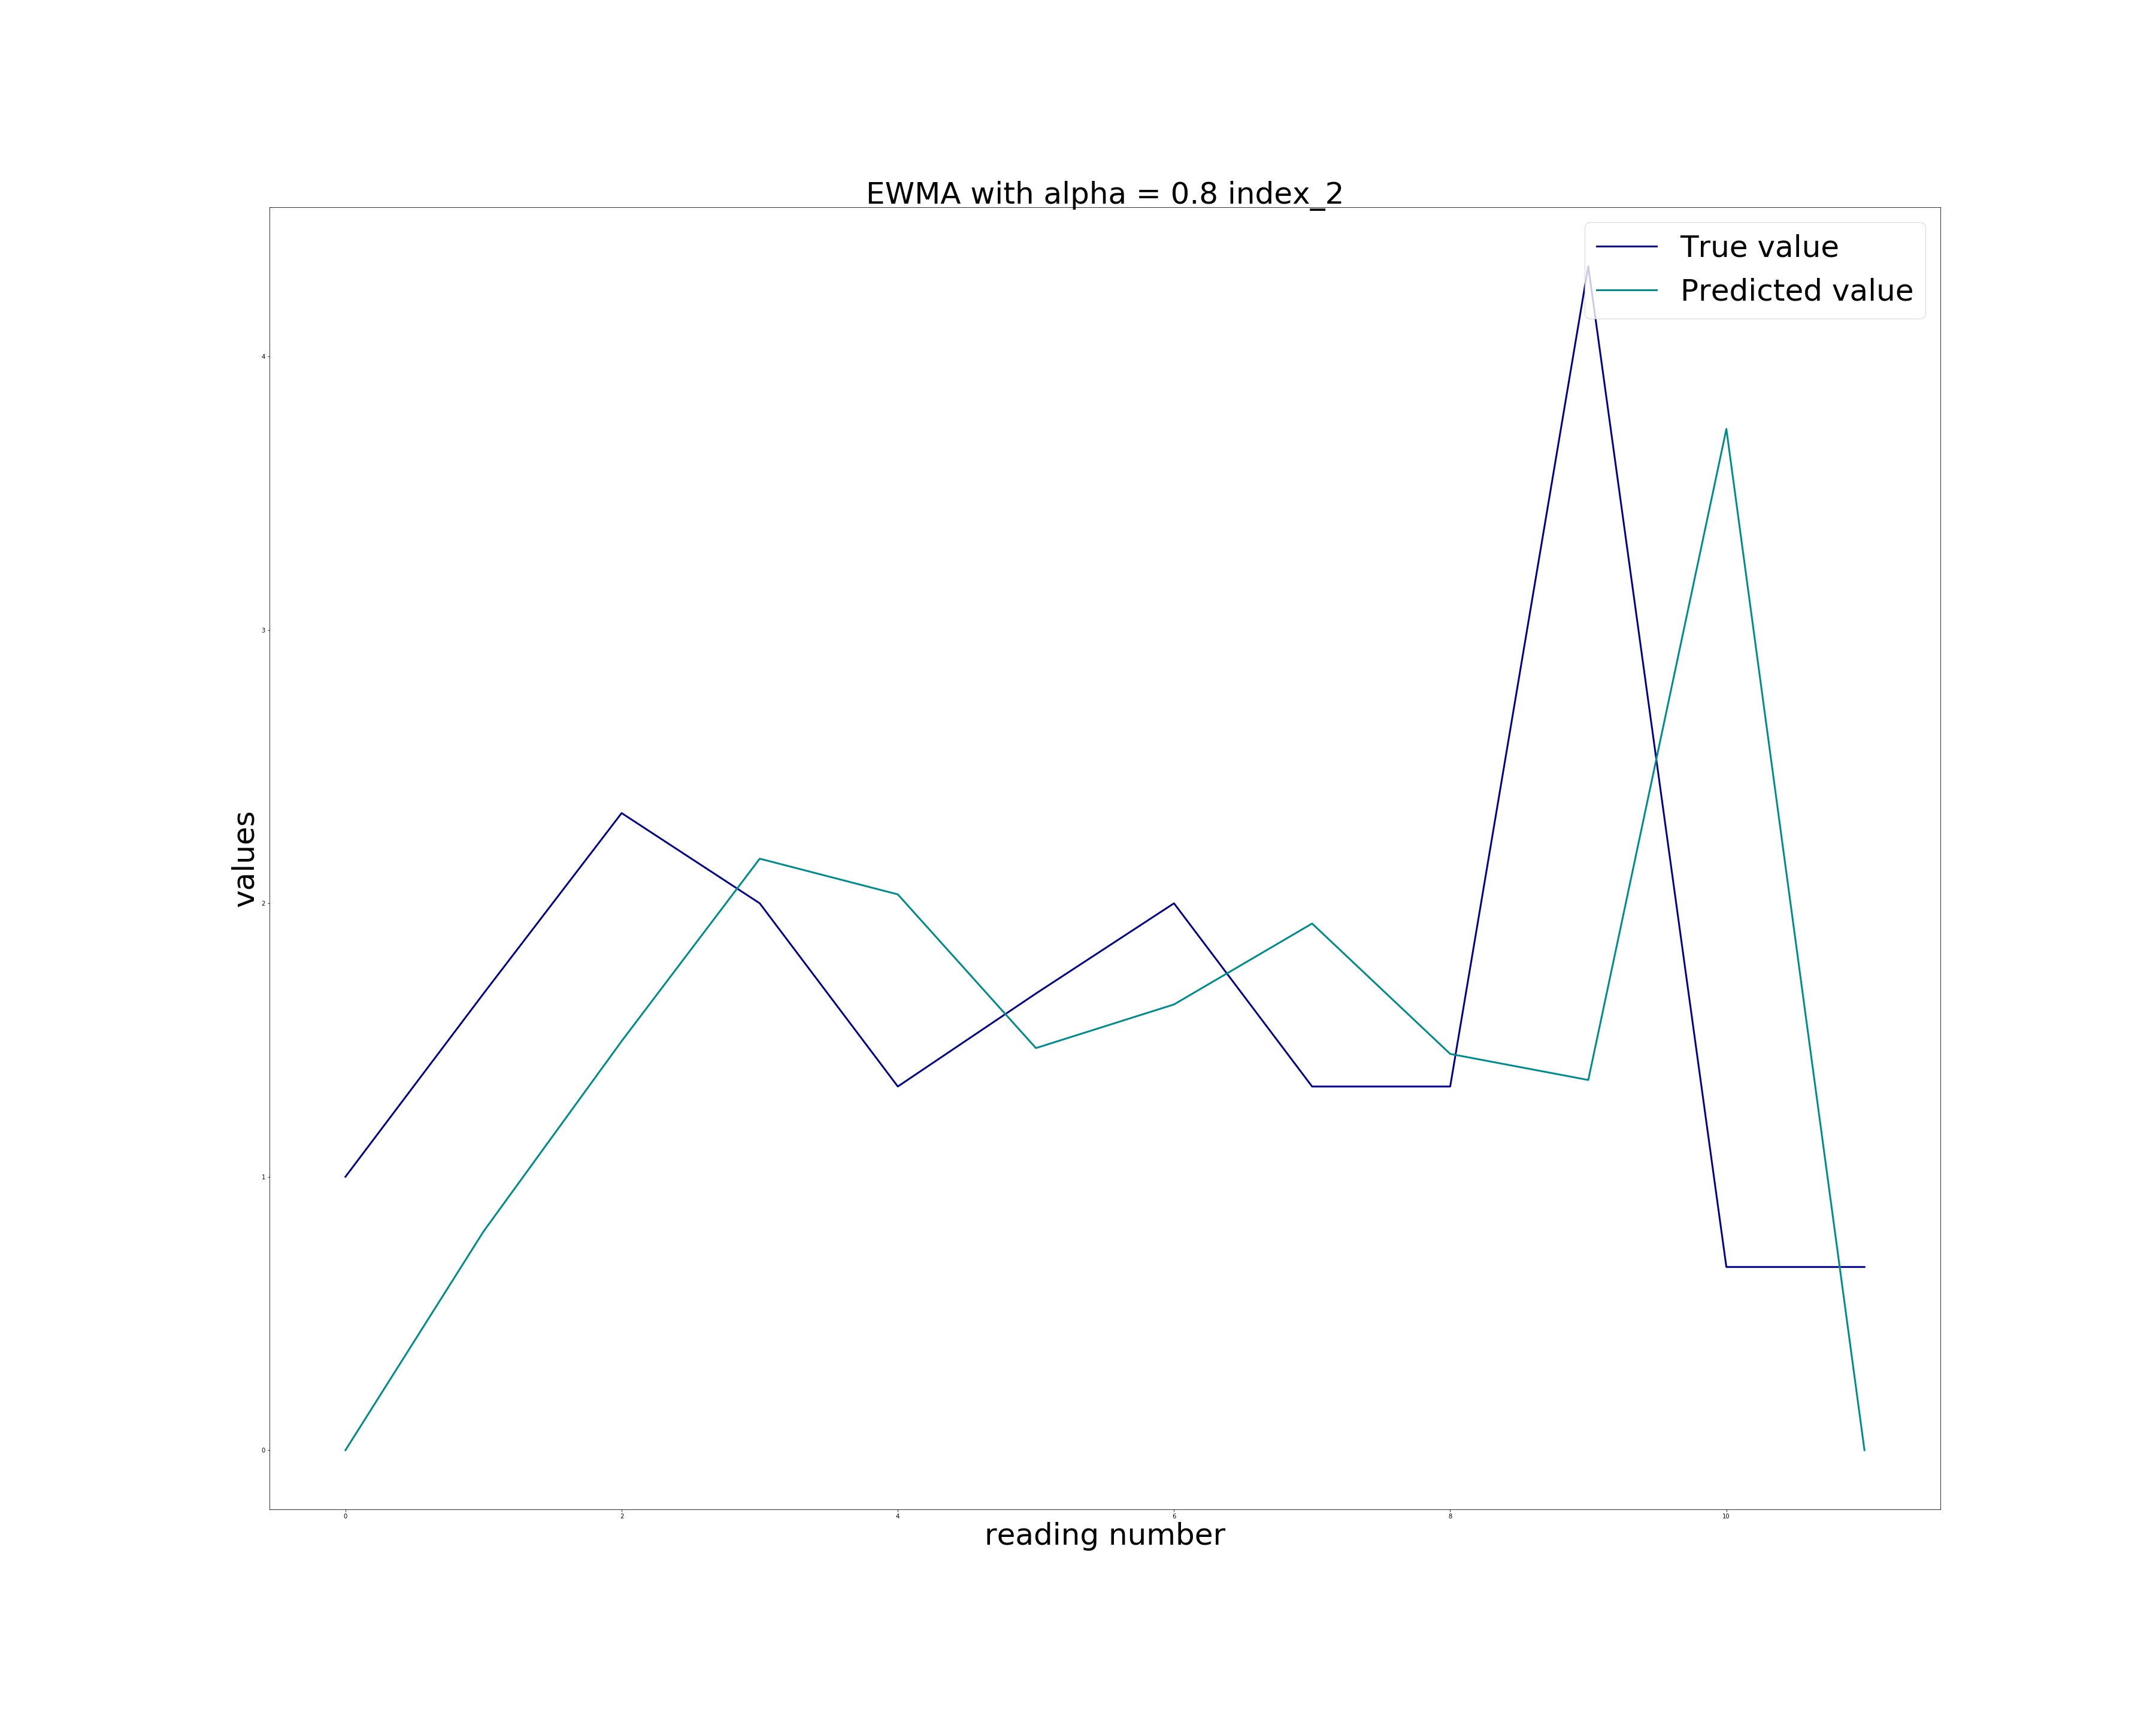 EWMA with alpha = 0.8 index_2
True value
Predicted value
4
3
2
1
0
values
0 2 4 6 8 10
reading number